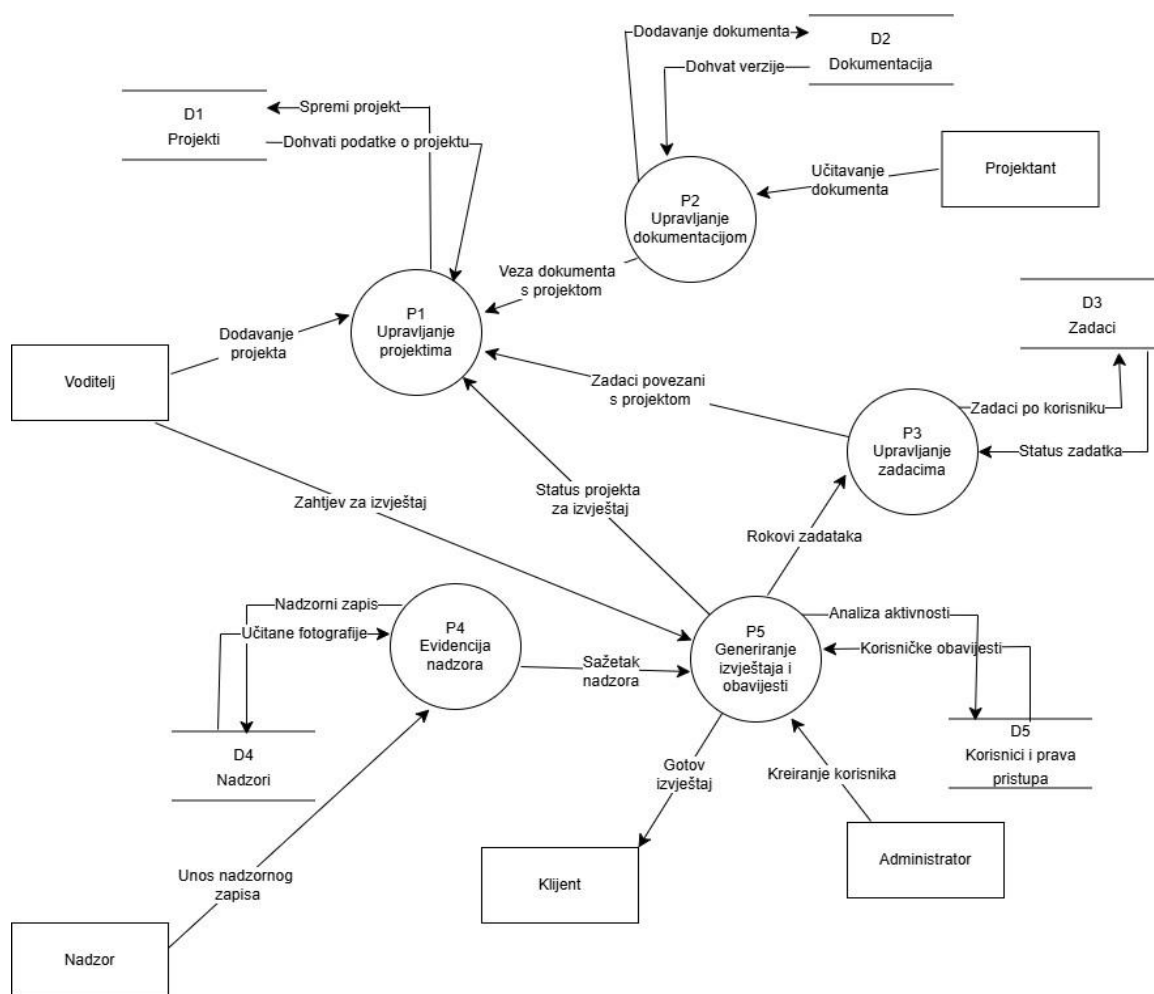 Dodavanje dokumenta
D2
Dokumentacija
Dohvat verzije
D1
Projekti
Spremi projekt
Dohvati podatke o projektu
Projektant
Učitavanje
dokumenta
P2
Upravljanje
dokumentacijom
Veza dokumenta
s projektom
P1
Upravljanje
projektima
D3
Zadaci
Dodavanje
projekta
Voditelj
Zadaci povezani
s projektom
Zadaci po korisniku
P3
Upravljanje
zadacima
Status zadatka
Zahtjev za izvještaj
Status projekta
za izvještaj
Rokovi zadataka
Nadzorni zapis
Učitane fotografije
P4
Evidencija
nadzora
Sažetak
nadzora
P5
Generiranje
izvještaja i
obavijesti
Analiza aktivnosti
Korisničke obavijesti
D4
Nadzori
D5
Korisnici i prava
pristupa
Gotov
izvještaj
Kreiranje korisnika
Klijent
Administrator
Unos nadzornog
zapisa
Nadzor